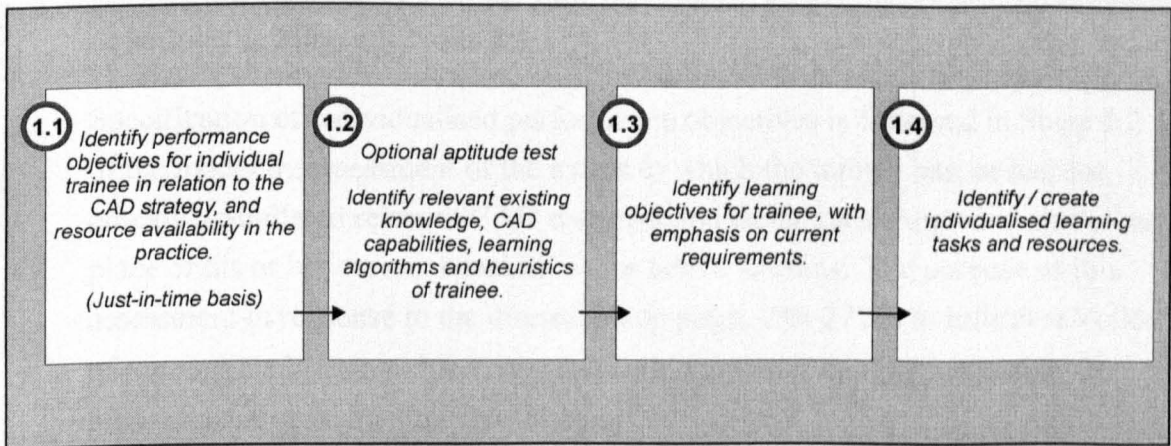 1.1
Identify performance
objectives for individual
trainee in relation to the
CAD strategy, and
resource availability in the
practice.
(Just-in-time basis)
1.2
Optional aptitude test
Identify relevant existing
knowledge, CAD
capabilities, learning
algorithms and heuristics
of trainee.
1.3
Identify learning
objectives for trainee, with
emphasis on current
requirements.
1.4
Identify / create
individualised learning
tasks and resources.